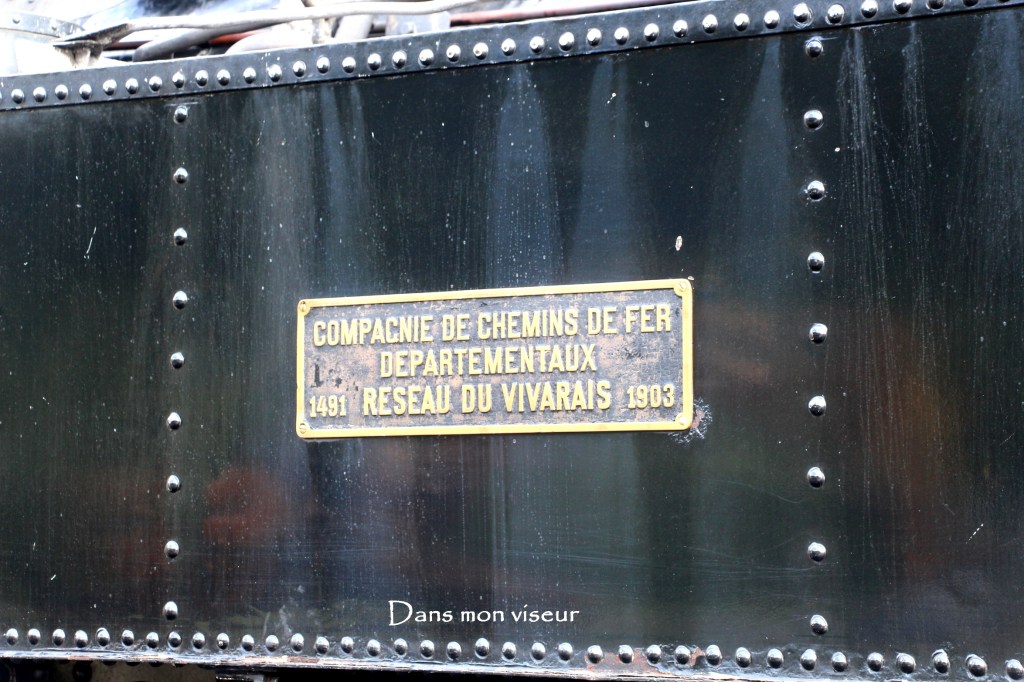 COMPAGNIE DE CHEMINS DE FER
DEPARTEMENTAUX
1491 RESEAU DU VIVARAIS 1903
Dans mon viseur